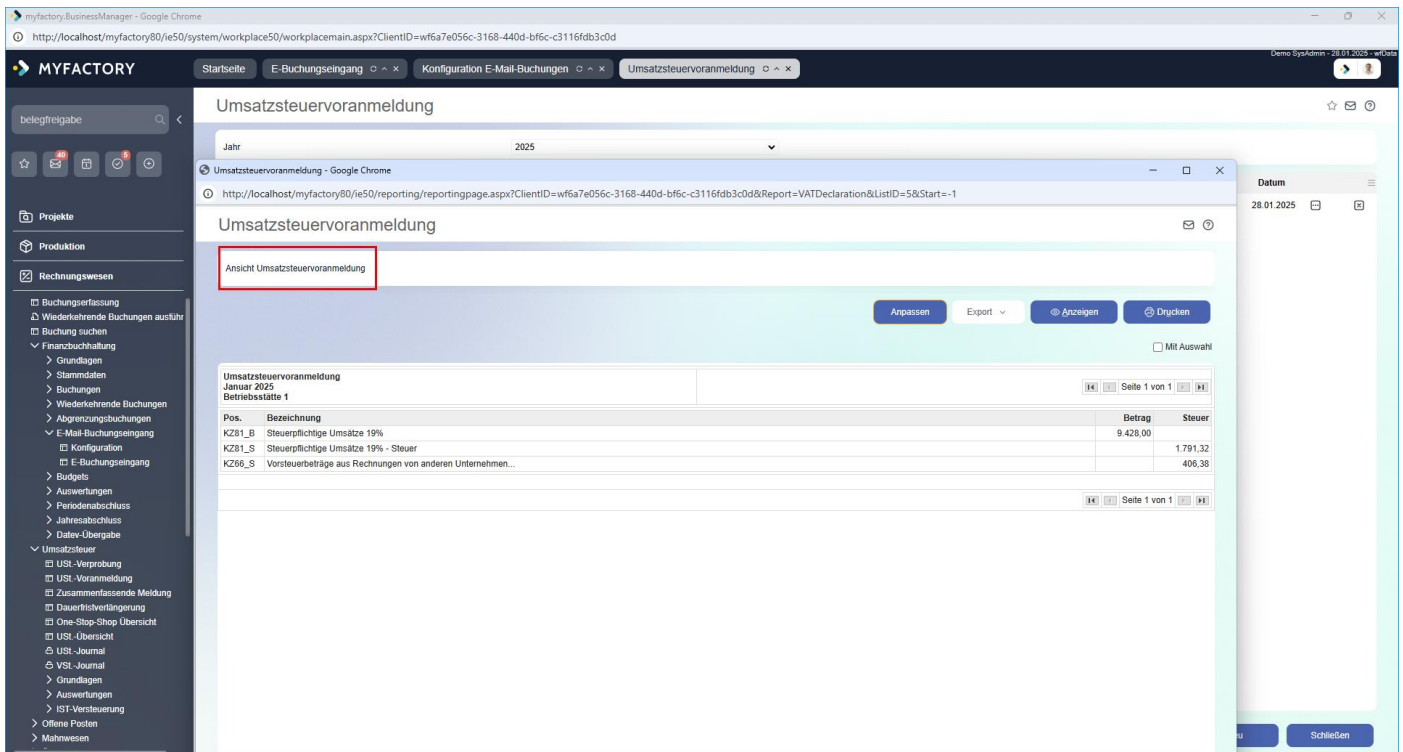 myfactory.BusinessManager - Google Chrome
http://localhost/myfactory80/ie50/system/workplace50/workplacemain.aspx?ClientID=wf6a7e056c-3168-440d-bf6c-c3116fdb3c0d
Demo SysAdmin - 28.01.2025 - wfData
MYFACTORY
Startseite
E-Buchungseingang
Konfiguration E-Mail-Buchungen
Umsatzsteuervoranmeldung
belegfreigabe
40
5
Projekte
Produktion
Rechnungswesen
Buchungserfassung
Wiederkehrende Buchungen ausführ
Buchung suchen
Finanzbuchhaltung
Grundlagen
Stammdaten
Buchungen
Wiederkehrende Buchungen
Abgrenzungsbuchungen
E-Mail-Buchungseingang
Konfiguration
E-Buchungseingang
Budgets
Auswertungen
Periodenabschluss
Jahresabschluss
Datev-Übergabe
Umsatzsteuer
USt.-Verprobung
USt.-Voranmeldung
Zusammenfassende Meldung
Dauerfristverlängerung
One-Stop-Shop Übersicht
USt.-Übersicht
USt.-Journal
VSt.-Journal
Grundlagen
Auswertungen
IST-Versteuerung
Offene Posten
Mahnwesen
Umsatzsteuervoranmeldung
Jahr 2025
Datum
28.01.2025
Umsatzsteuervoranmeldung - Google Chrome
http://localhost/myfactory80/ie50/reporting/reportingpage.aspx?ClientID=wf6a7e056c-3168-440d-bf6c-c3116fdb3c0d&Report=VATDeclaration&ListID=5&Start=-1
Umsatzsteuervoranmeldung
Ansicht Umsatzsteuervoranmeldung
Anpassen Export Anzeigen Drucken
Mit Auswahl
Umsatzsteuervoranmeldung
Januar 2025
Betriebsstätte 1
Seite 1 von 1
Pos. Bezeichnung Betrag Steuer
KZ81_B Steuerpflichtige Umsätze 19% 9.428,00
KZ81_S Steuerpflichtige Umsätze 19% - Steuer 1.791,32
KZ66_S Vorsteuerbeträge aus Rechnungen von anderen Unternehmen... 406,38
Seite 1 von 1
Schließen